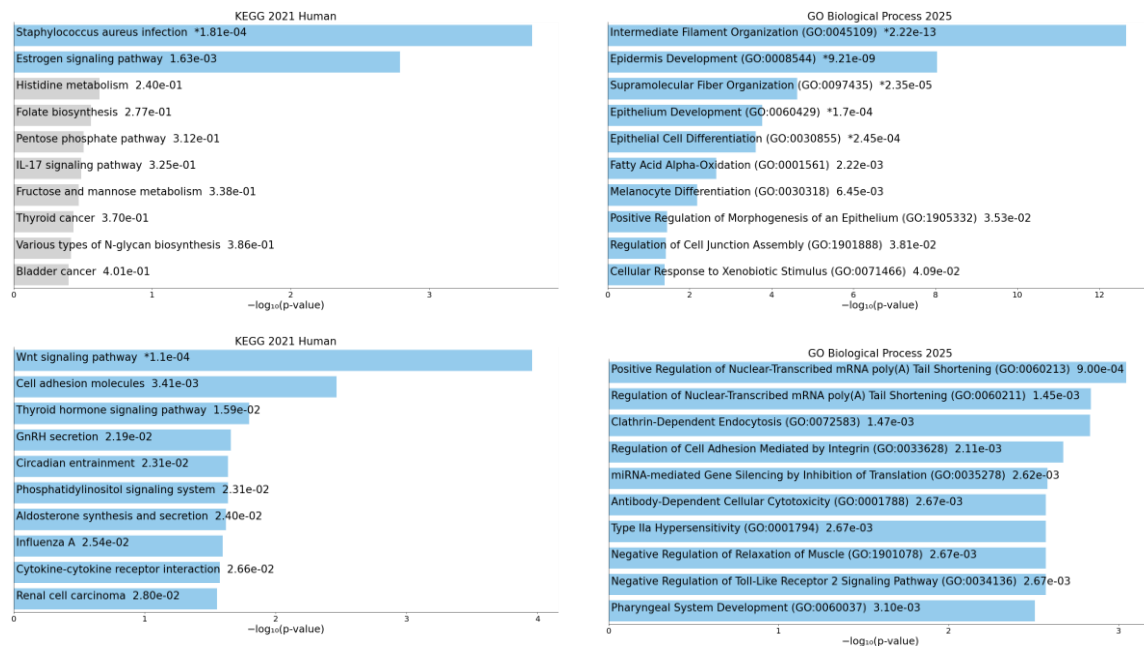 KEGG 2021 Human
Staphylococcus aureus infection *1.81e-04
Estrogen signaling pathway 1.63e-03
Histidine metabolism 2.40e-01
Folate biosynthesis 2.77e-01
Pentose phosphate pathway 3.12e-01
IL-17 signaling pathway 3.25e-01
Fructose and mannose metabolism 3.38e-01
Thyroid cancer 3.70e-01
Various types of N-glycan biosynthesis 3.86e-01
Bladder cancer 4.01e-01
0 1 2 3
−log₁₀(p-value)
GO Biological Process 2025
Intermediate Filament Organization (GO:0045109) *2.22e-13
Epidermis Development (GO:0008544) *9.21e-09
Supramolecular Fiber Organization (GO:0097435) *2.35e-05
Epithelium Development (GO:0060429) *1.7e-04
Epithelial Cell Differentiation (GO:0030855) *2.45e-04
Fatty Acid Alpha-Oxidation (GO:0001561) 2.22e-03
Melanocyte Differentiation (GO:0030318) 6.45e-03
Positive Regulation of Morphogenesis of an Epithelium (GO:1905332) 3.53e-02
Regulation of Cell Junction Assembly (GO:1901888) 3.81e-02
Cellular Response to Xenobiotic Stimulus (GO:0071466) 4.09e-02
0 2 4 6 8 10 12
−log₁₀(p-value)
KEGG 2021 Human
Wnt signaling pathway *1.1e-04
Cell adhesion molecules 3.41e-03
Thyroid hormone signaling pathway 1.59e-02
GnRH secretion 2.19e-02
Circadian entrainment 2.31e-02
Phosphatidylinositol signaling system 2.31e-02
Aldosterone synthesis and secretion 2.40e-02
Influenza A 2.54e-02
Cytokine-cytokine receptor interaction 2.66e-02
Renal cell carcinoma 2.80e-02
0 1 2 3 4
−log₁₀(p-value)
GO Biological Process 2025
Positive Regulation of Nuclear-Transcribed mRNA poly(A) Tail Shortening (GO:0060213) 9.00e-04
Regulation of Nuclear-Transcribed mRNA poly(A) Tail Shortening (GO:0060211) 1.45e-03
Clathrin-Dependent Endocytosis (GO:0072583) 1.47e-03
Regulation of Cell Adhesion Mediated by Integrin (GO:0033628) 2.11e-03
miRNA-mediated Gene Silencing by Inhibition of Translation (GO:0035278) 2.62e-03
Antibody-Dependent Cellular Cytotoxicity (GO:0001788) 2.67e-03
Type IIa Hypersensitivity (GO:0001794) 2.67e-03
Negative Regulation of Relaxation of Muscle (GO:1901078) 2.67e-03
Negative Regulation of Toll-Like Receptor 2 Signaling Pathway (GO:0034136) 2.67e-03
Pharyngeal System Development (GO:0060037) 3.10e-03
0 1 2 3
−log₁₀(p-value)